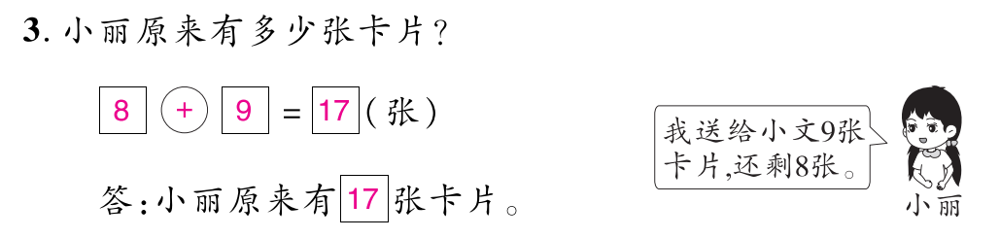 3. 小丽原来有多少张卡片?
8 + 9 = 17 (张)
我送给小文9张
卡片,还剩8张。
小丽
答:小丽原来有17张卡片。